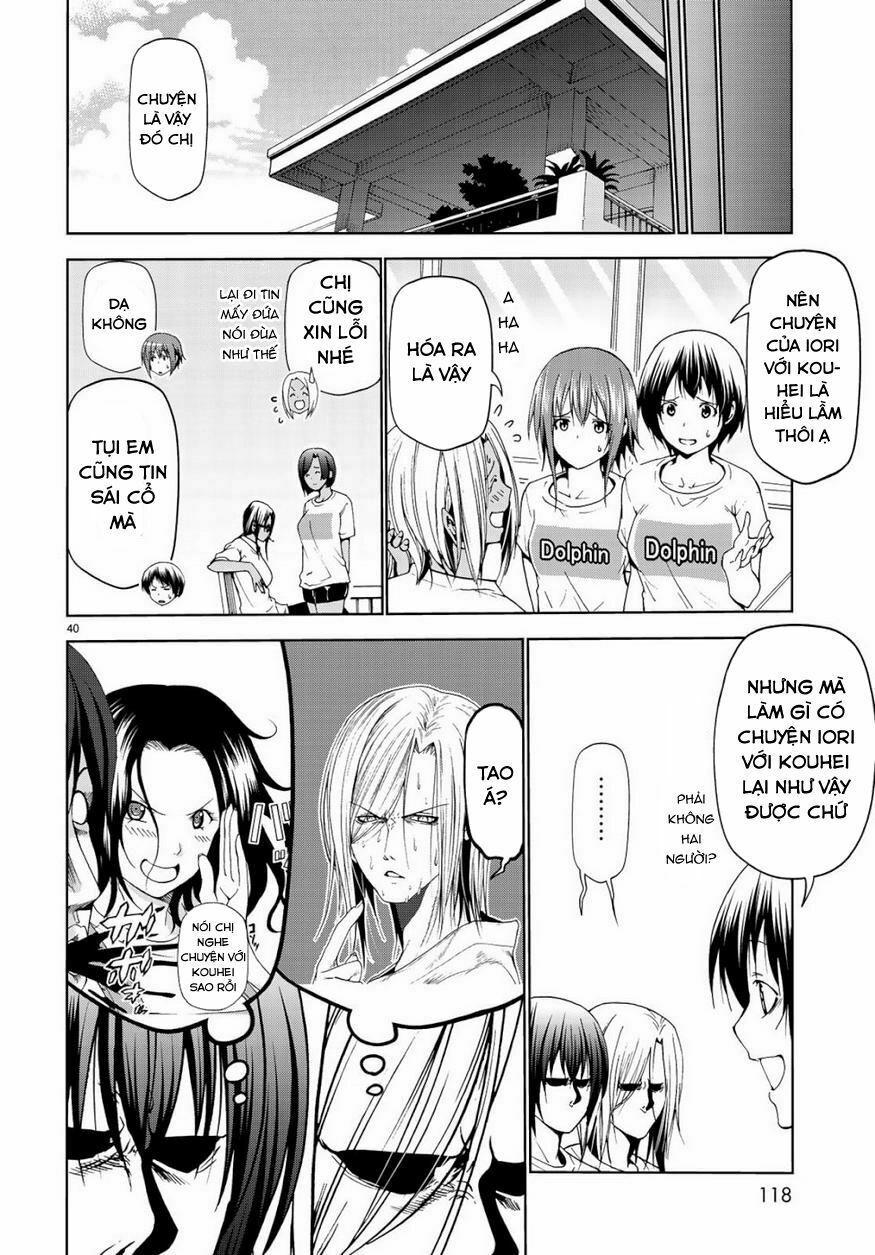 CHUYỆN
LÀ VẬY
ĐÓ CHỊ
NÊN
CHUYỆN
CỦA IORI
VỚI KOU-
HEI LÀ
HIỂU LẦM
THÔI Ạ
A
HA
HA
HÓA RA
LÀ VẬY
Dolphin
Dolphin
CHỊ
CŨNG
XIN LỖI
NHÉ
LẠI ĐI TIN
MẤY ĐỨA
NÓI ĐÙA
NHƯ THẾ
DẠ
KHÔNG
TỤI EM
CŨNG TIN
SÁI CỔ
MÀ
40
NHƯNG MÀ
LÀM GÌ CÓ
CHUYỆN IORI
VỚI KOUHEI
LẠI NHƯ VẬY
ĐƯỢC CHỨ
PHẢI
KHÔNG
HAI
NGƯỜI?
.........
TAO
Á?
NÓI CHỊ
NGHE
CHUYỆN VỚI
KOUHEI
SAO RỒI
118